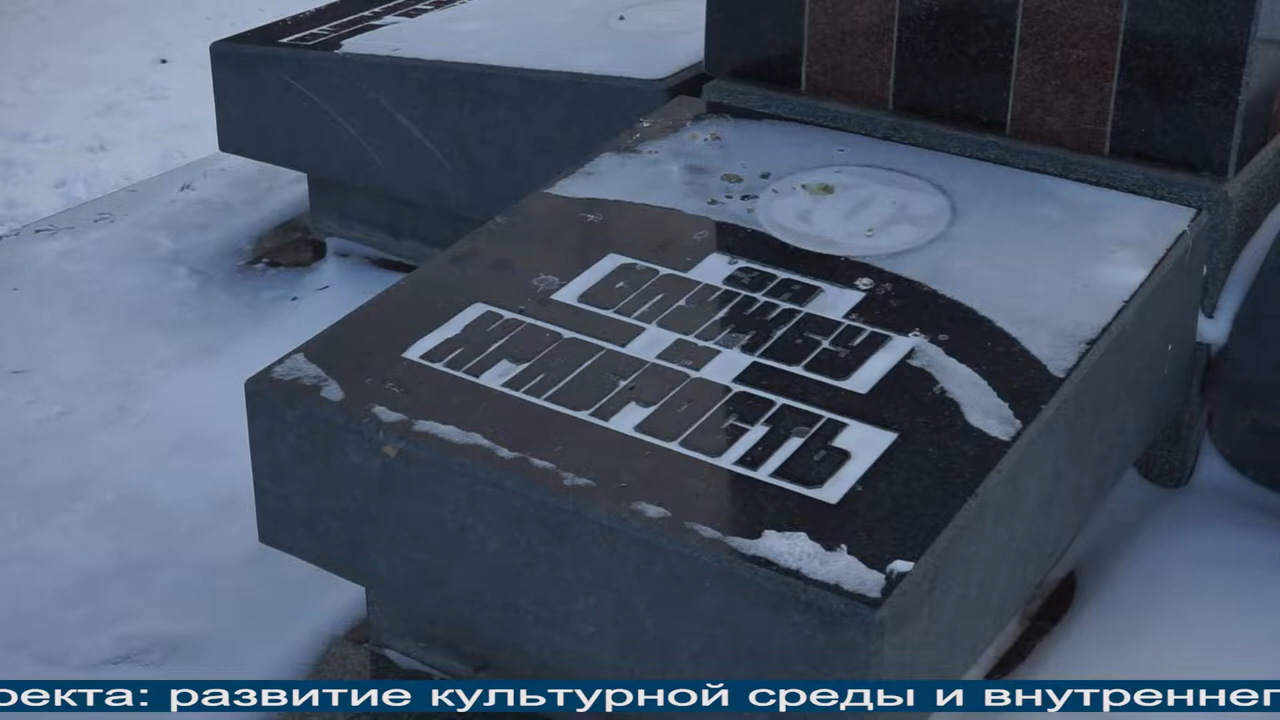 ЗА
СЛУЖБУ
И
ХРАБРОСТЬ
оекта: развитие культурной среды и внутреннег